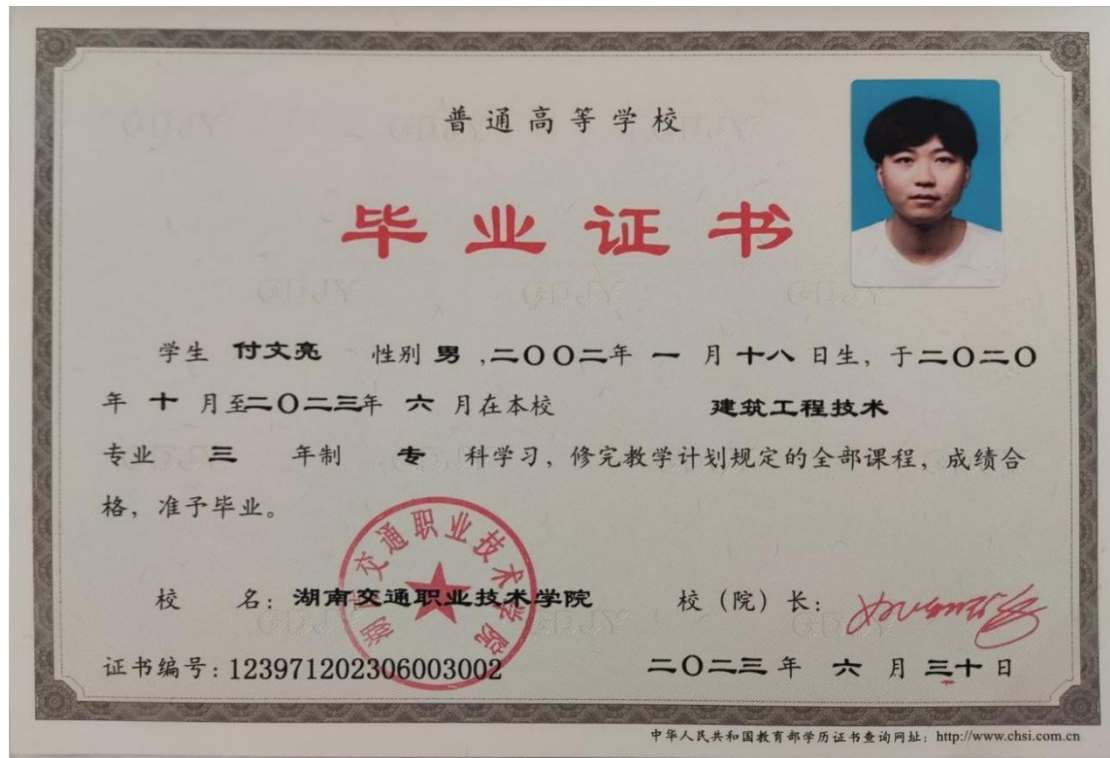 普通高等学校
毕业证书
学生 付文亮 性别 男 ,二〇〇二年 一 月 十八 日生，于二〇二〇
年 十 月至二〇二三年 六 月在本校 建筑工程技术
专业 三 年制 专 科学习，修完教学计划规定的全部课程，成绩合
格，准予毕业。
湖南交通职业技术学院
校 名：湖南交通职业技术学院 校（院）长：
证书编号：123971202306003002 二〇二三年 六 月 三十 日
中华人民共和国教育部学历证书查询网址：http://www.chsi.com.cn